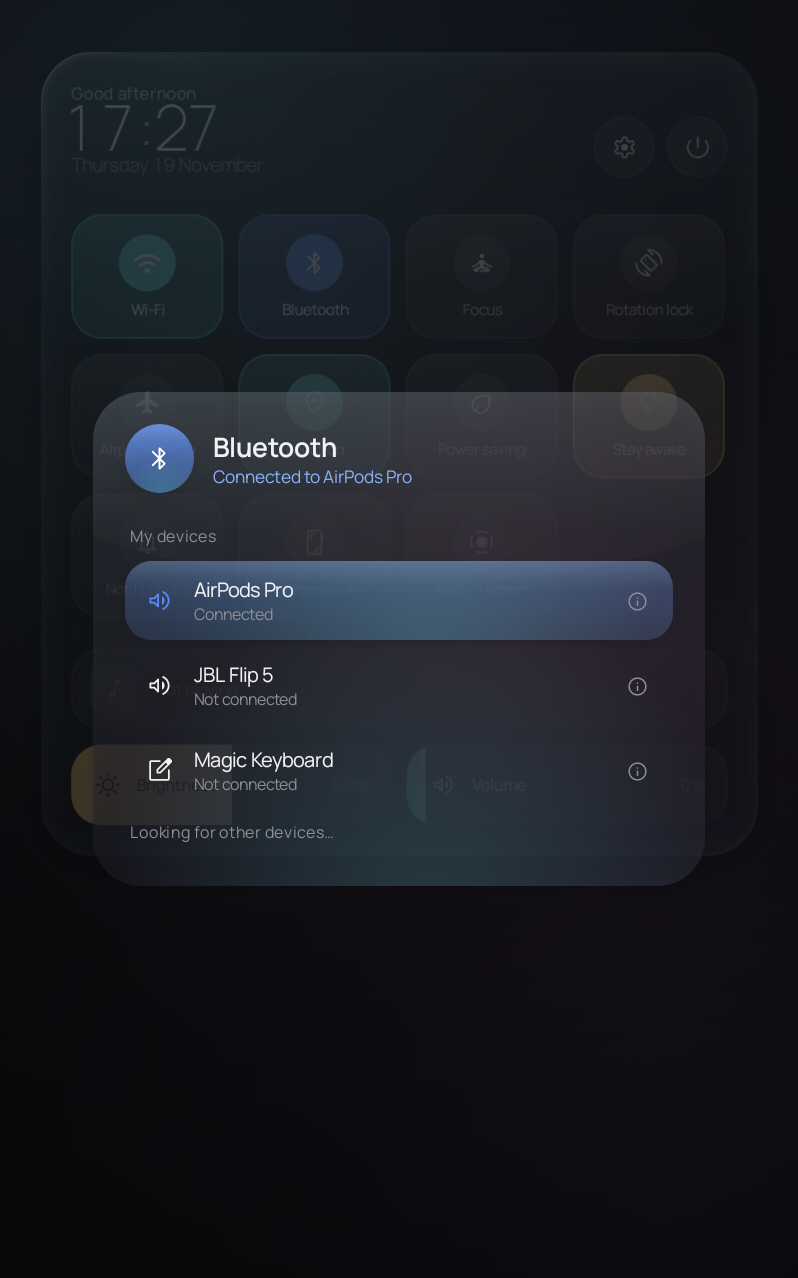 Good afternoon
17:27
Thursday 19 November
Wi-Fi
Bluetooth
Focus
Rotation lock
Power saving
Stay awake
Bluetooth
Connected to AirPods Pro
My devices
AirPods Pro
Connected
JBL Flip 5
Not connected
Magic Keyboard
Not connected
Volume
0%
Looking for other devices...